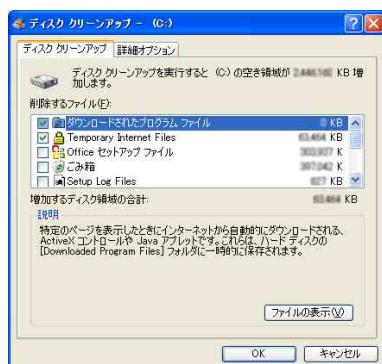 ディスク クリーンアップ - (C:)
ディスク クリーンアップ 詳細オプション
ディスク クリーンアップを実行すると (C:) の空き領域が KB 増
加します。
削除するファイル(F):
ダウンロードされたプログラム ファイル 0 KB
Temporary Internet Files KB
Office セットアップ ファイル K
ごみ箱 K
Setup Log Files KB
増加するディスク領域の合計: KB
説明
特定のページを表示したときにインターネットから自動的にダウンロードされる、
ActiveX コントロールや Java アプレットです。これらは、ハード ディスクの
[Downloaded Program Files] フォルダに一時的に保存されます。
ファイルの表示(V)
OK キャンセル